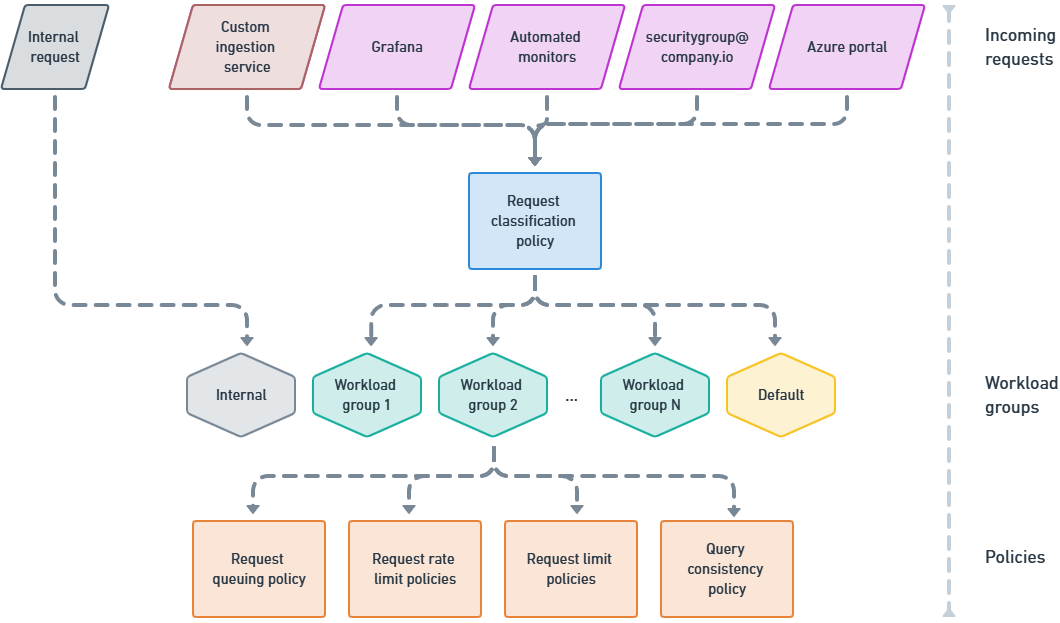 Internal
request
Custom
ingestion
service
Grafana
Automated
monitors
securitygroup@
company.io
Azure portal
Incoming
requests
Request
classification
policy
Internal
Workload
group 1
Workload
group 2
...
Workload
group N
Default
Workload
groups
Request
queuing policy
Request rate
limit policies
Request limit
policies
Query
consistency
policy
Policies